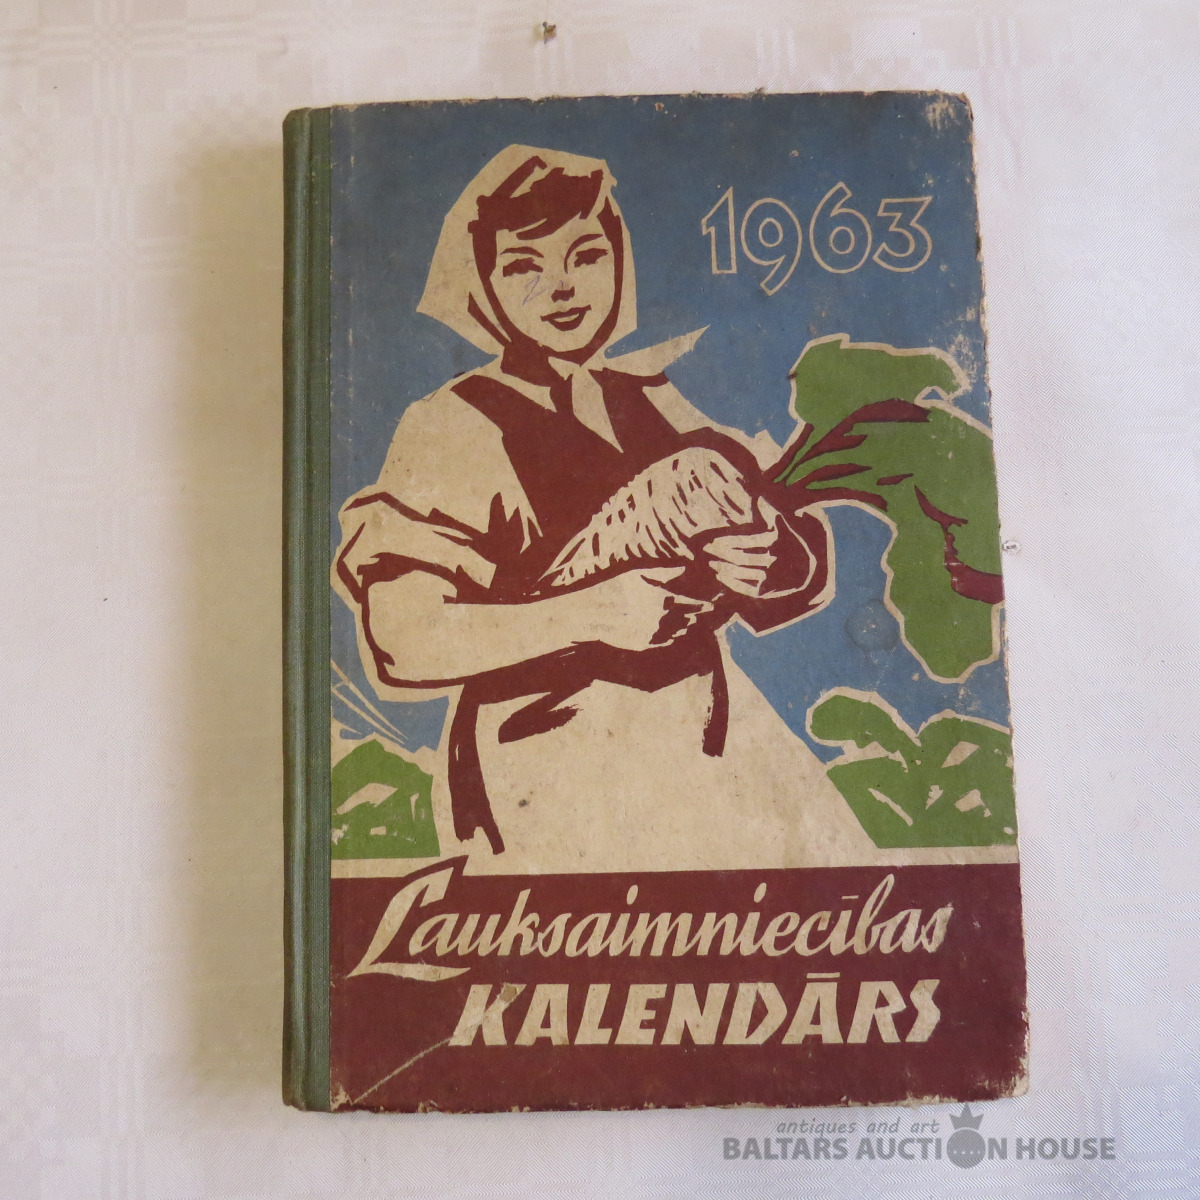 1963
Lauksaimniecības
KALENDĀRS
antiques and art
BALTARS AUCTION HOUSE